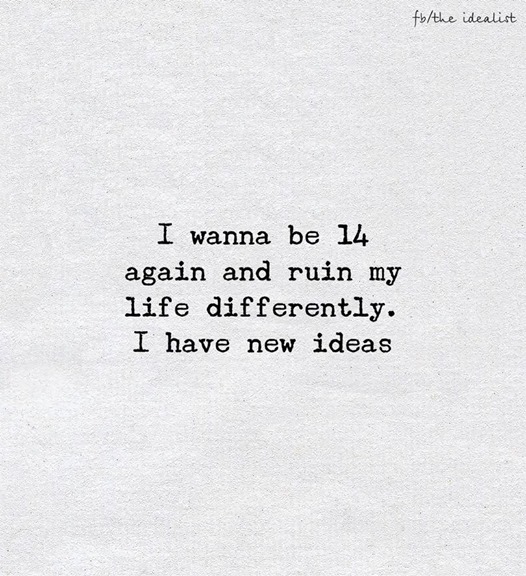 fb/the idealist
I wanna be 14
again and ruin my
life differently.
I have new ideas